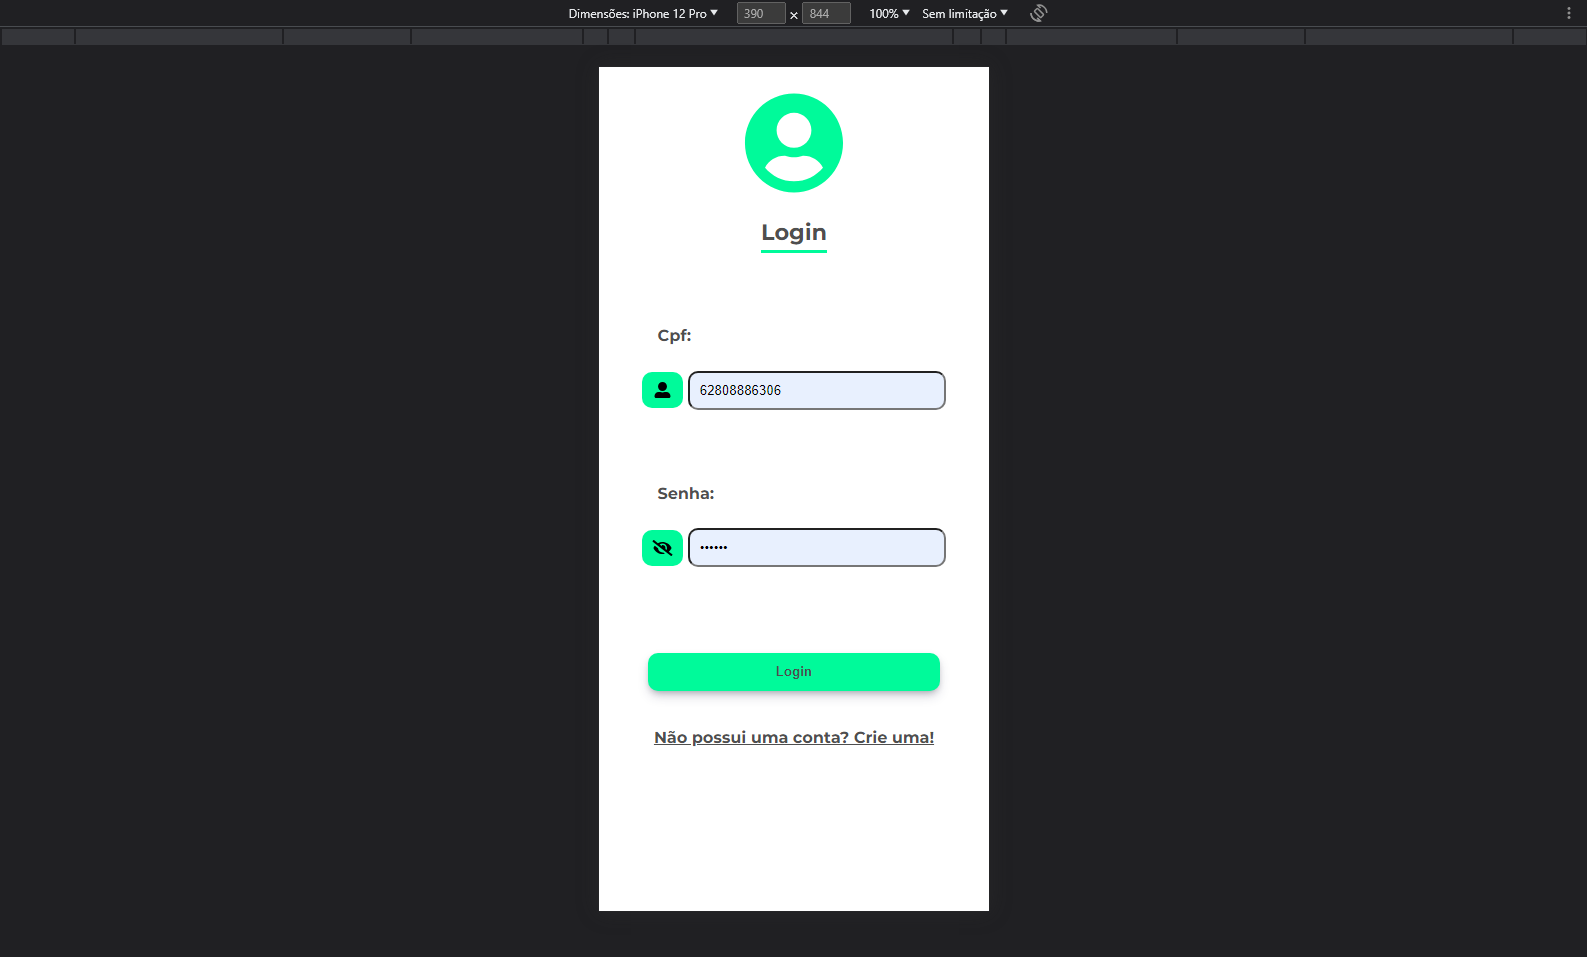 Dimensões: iPhone 12 Pro 390 × 844 100% Sem limitação
Login
Cpf:
62808886306
Senha:
••••••
Login
Não possui uma conta? Crie uma!